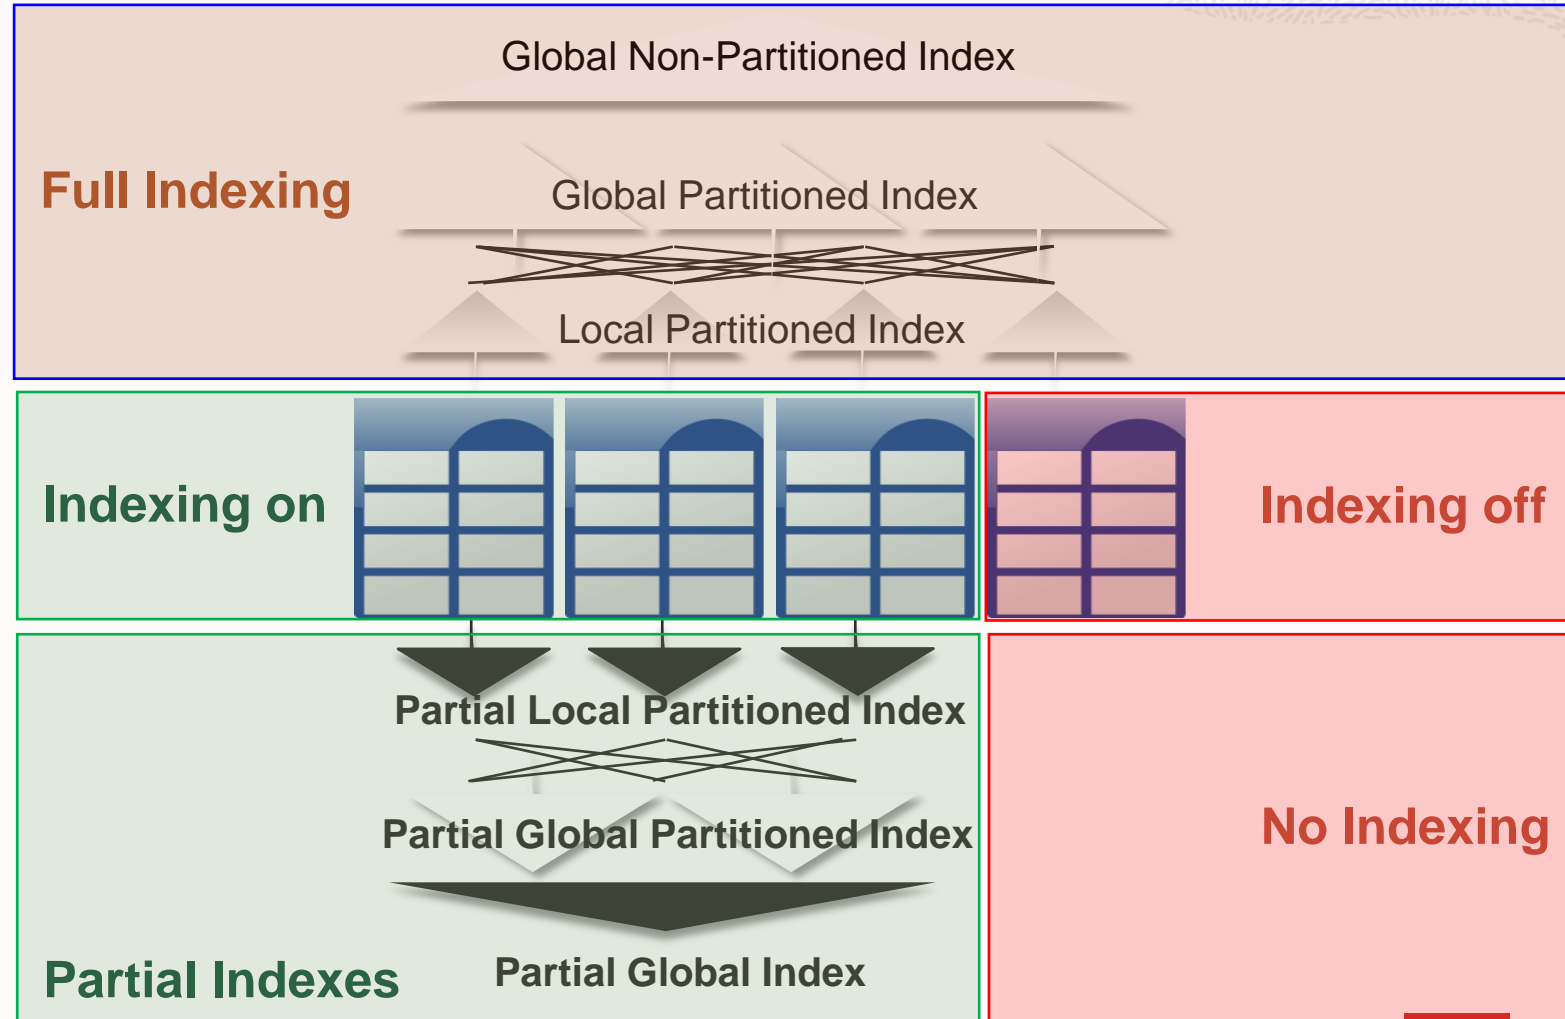 Global Non-Partitioned Index
Full Indexing
Global Partitioned Index
Local Partitioned Index
Indexing on
Indexing off
Partial Local Partitioned Index
Partial Global Partitioned Index
No Indexing
Partial Indexes
Partial Global Index